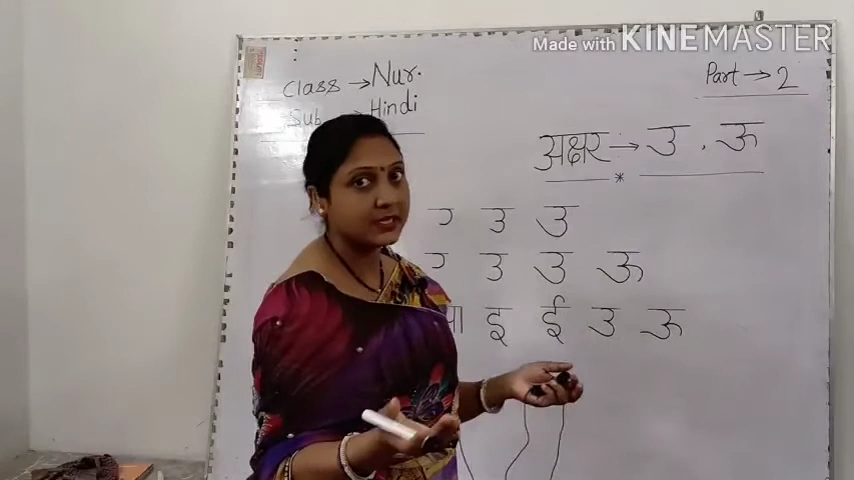 Made with KINEMASTER
Class → Nur.
Part → 2
Sub → Hindi
अक्षर → उ . ऊ
*
उ उ
उ उ ऊ
इ ई उ ऊ